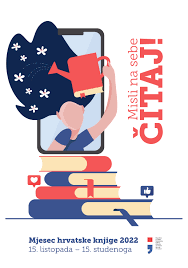 Misli na sebe
ČITAJ!
Mjesec hrvatske knjige 2022
15. listopada – 15. studenoga